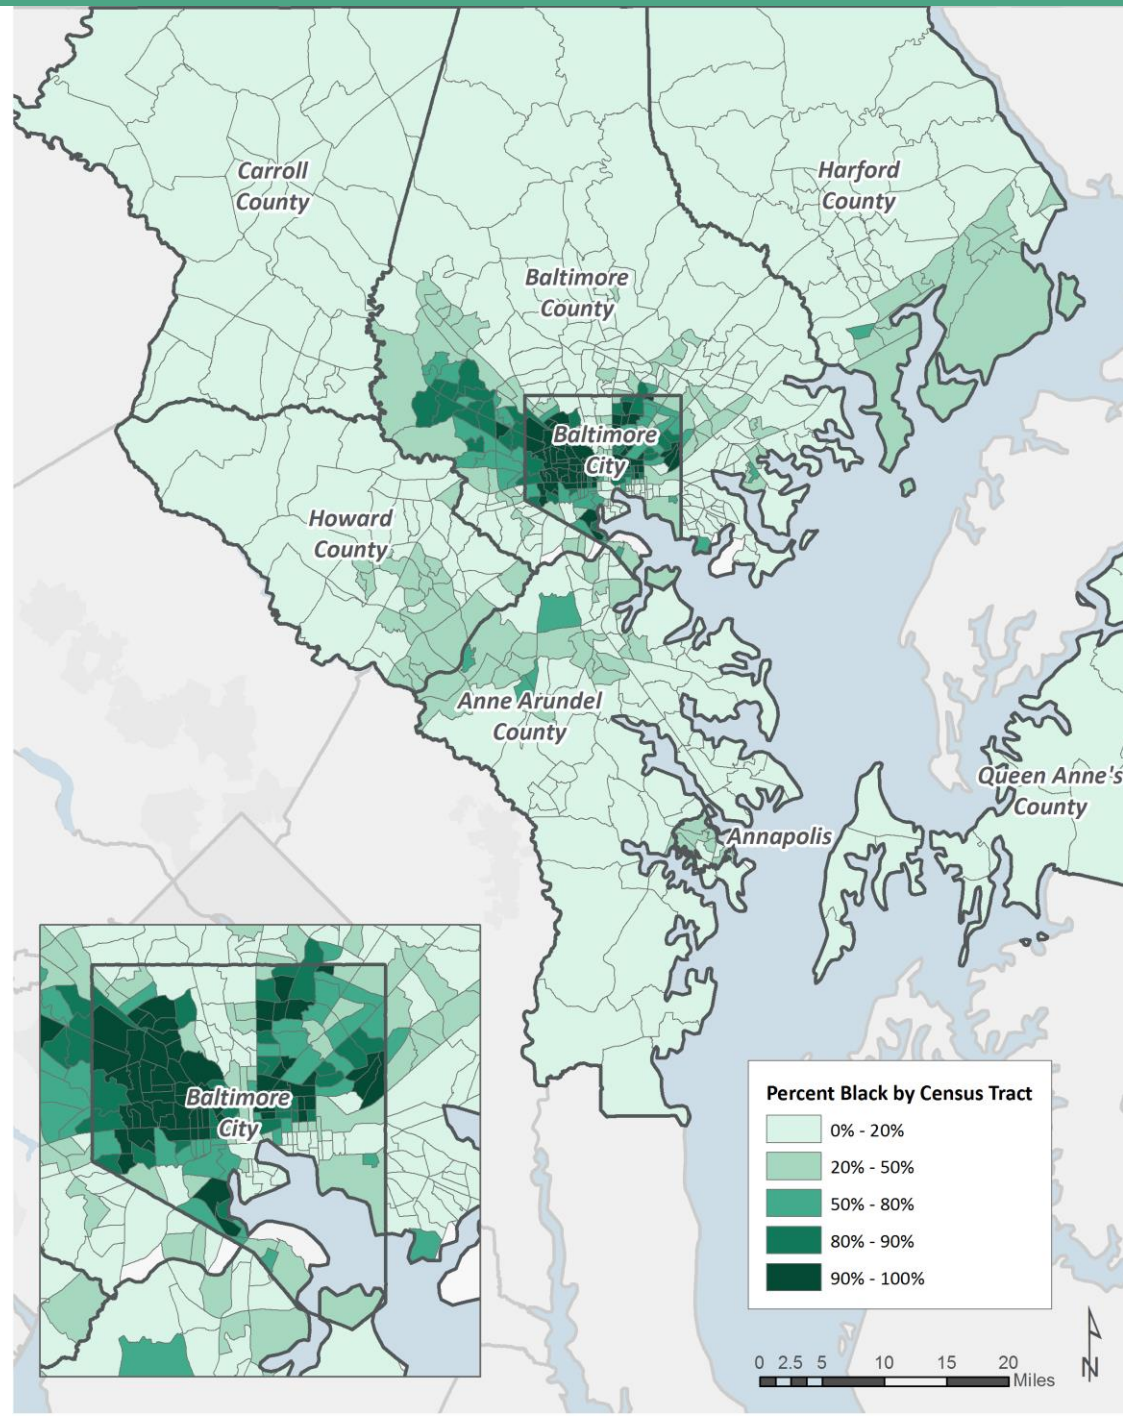 Carroll
County
Harford
County
Baltimore
County
Baltimore
City
Howard
County
Anne Arundel
County
Queen Anne's
County
Annapolis
Baltimore
City
Percent Black by Census Tract
0% - 20%
20% - 50%
50% - 80%
80% - 90%
90% - 100%
0 2.5 5 10 15 20
Miles
N